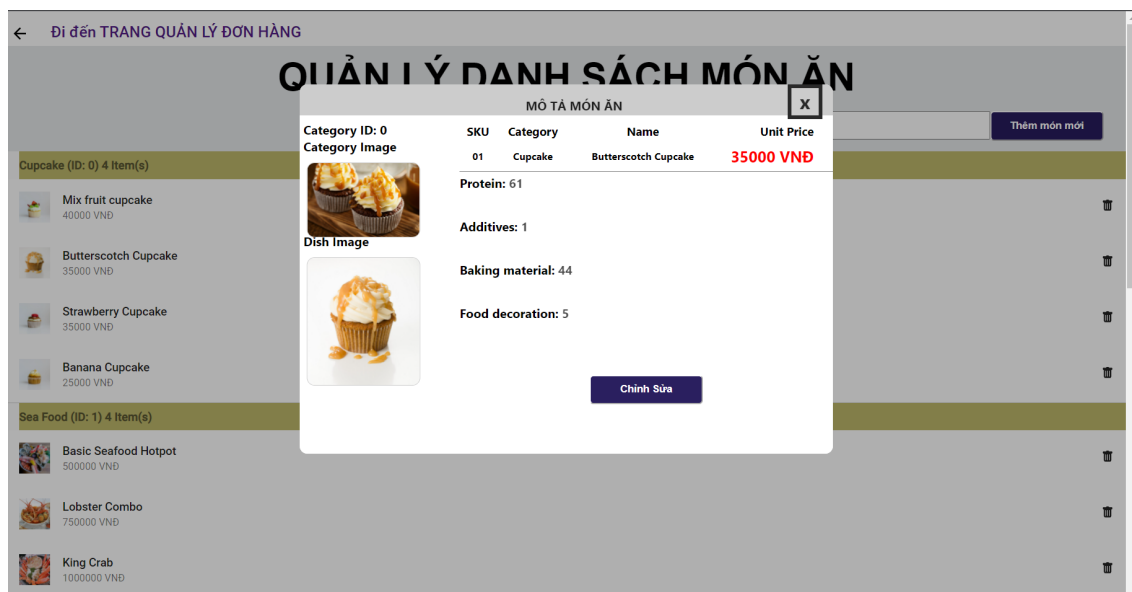 Đi đến TRANG QUẢN LÝ ĐƠN HÀNG
QUẢN LÝ DANH SÁCH MÓN ĂN
Thêm món mới
MÔ TẢ MÓN ĂN
X
Category ID: 0
Category Image
Dish Image
SKU Category Name Unit Price
01 Cupcake Butterscotch Cupcake 35000 VNĐ
Protein: 61
Additives: 1
Baking material: 44
Food decoration: 5
Chỉnh Sửa
Cupcake (ID: 0) 4 Item(s)
Mix fruit cupcake
40000 VNĐ
Butterscotch Cupcake
35000 VNĐ
Strawberry Cupcake
35000 VNĐ
Banana Cupcake
25000 VNĐ
Sea Food (ID: 1) 4 Item(s)
Basic Seafood Hotpot
500000 VNĐ
Lobster Combo
750000 VNĐ
King Crab
1000000 VNĐ